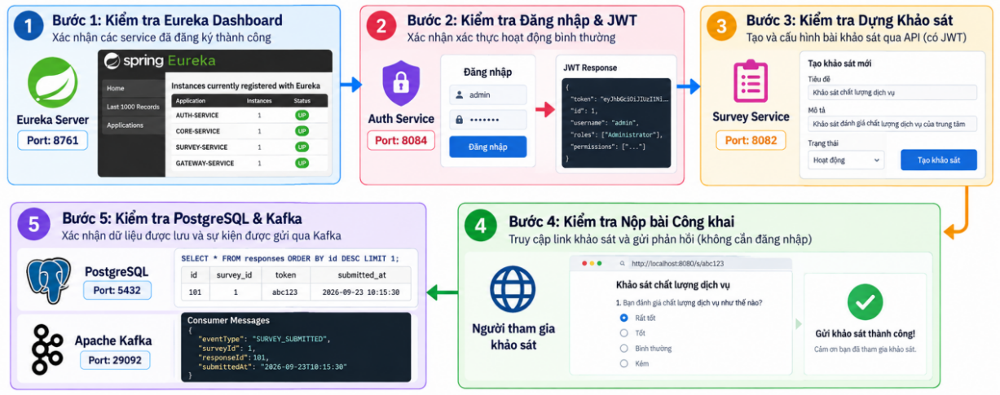 1
Bước 1: Kiểm tra Eureka Dashboard
Xác nhận các service đã đăng ký thành công
Eureka Server
Port: 8761
spring Eureka
Home
Last 1000 Records
Applications
Instances currently registered with Eureka
Application Instances Status
AUTH-SERVICE 1 UP
CORE-SERVICE 1 UP
SURVEY-SERVICE 1 UP
GATEWAY-SERVICE 1 UP
2
Bước 2: Kiểm tra Đăng nhập & JWT
Xác nhận xác thực hoạt động bình thường
Auth Service
Port: 8084
Đăng nhập
admin
•••••••
Đăng nhập
JWT Response
{
"token": "eyJhbGciOiJIUzI1Ni...
"id": 1,
"username": "admin",
"roles": ["Administrator"],
"permissions": ["..."]
}
3
Bước 3: Kiểm tra Dựng Khảo sát
Tạo và cấu hình bài khảo sát qua API (có JWT)
Survey Service
Port: 8082
Tạo khảo sát mới
Tiêu đề
Khảo sát chất lượng dịch vụ
Mô tả
Khảo sát đánh giá chất lượng dịch vụ của trung tâm
Trạng thái
Hoạt động
Tạo khảo sát
4
Bước 4: Kiểm tra Nộp bài Công khai
Truy cập link khảo sát và gửi phản hồi (không cần đăng nhập)
Người tham gia
khảo sát
http://localhost:8080/s/abc123
Khảo sát chất lượng dịch vụ
1. Bạn đánh giá chất lượng dịch vụ như thế nào?
Rất tốt
Tốt
Bình thường
Kém
Gửi khảo sát thành công!
Cảm ơn bạn đã tham gia khảo sát.
5
Bước 5: Kiểm tra PostgreSQL & Kafka
Xác nhận dữ liệu được lưu và sự kiện được gửi qua Kafka
PostgreSQL
Port: 5432
SELECT * FROM responses ORDER BY id DESC LIMIT 1;
id survey_id token submitted_at
101 1 abc123 2026-09-23 10:15:30
Apache Kafka
Port: 29092
Consumer Messages
{
"eventType": "SURVEY_SUBMITTED",
"surveyId": 1,
"responseId": 101,
"submittedAt": "2026-09-23T10:15:30"
}